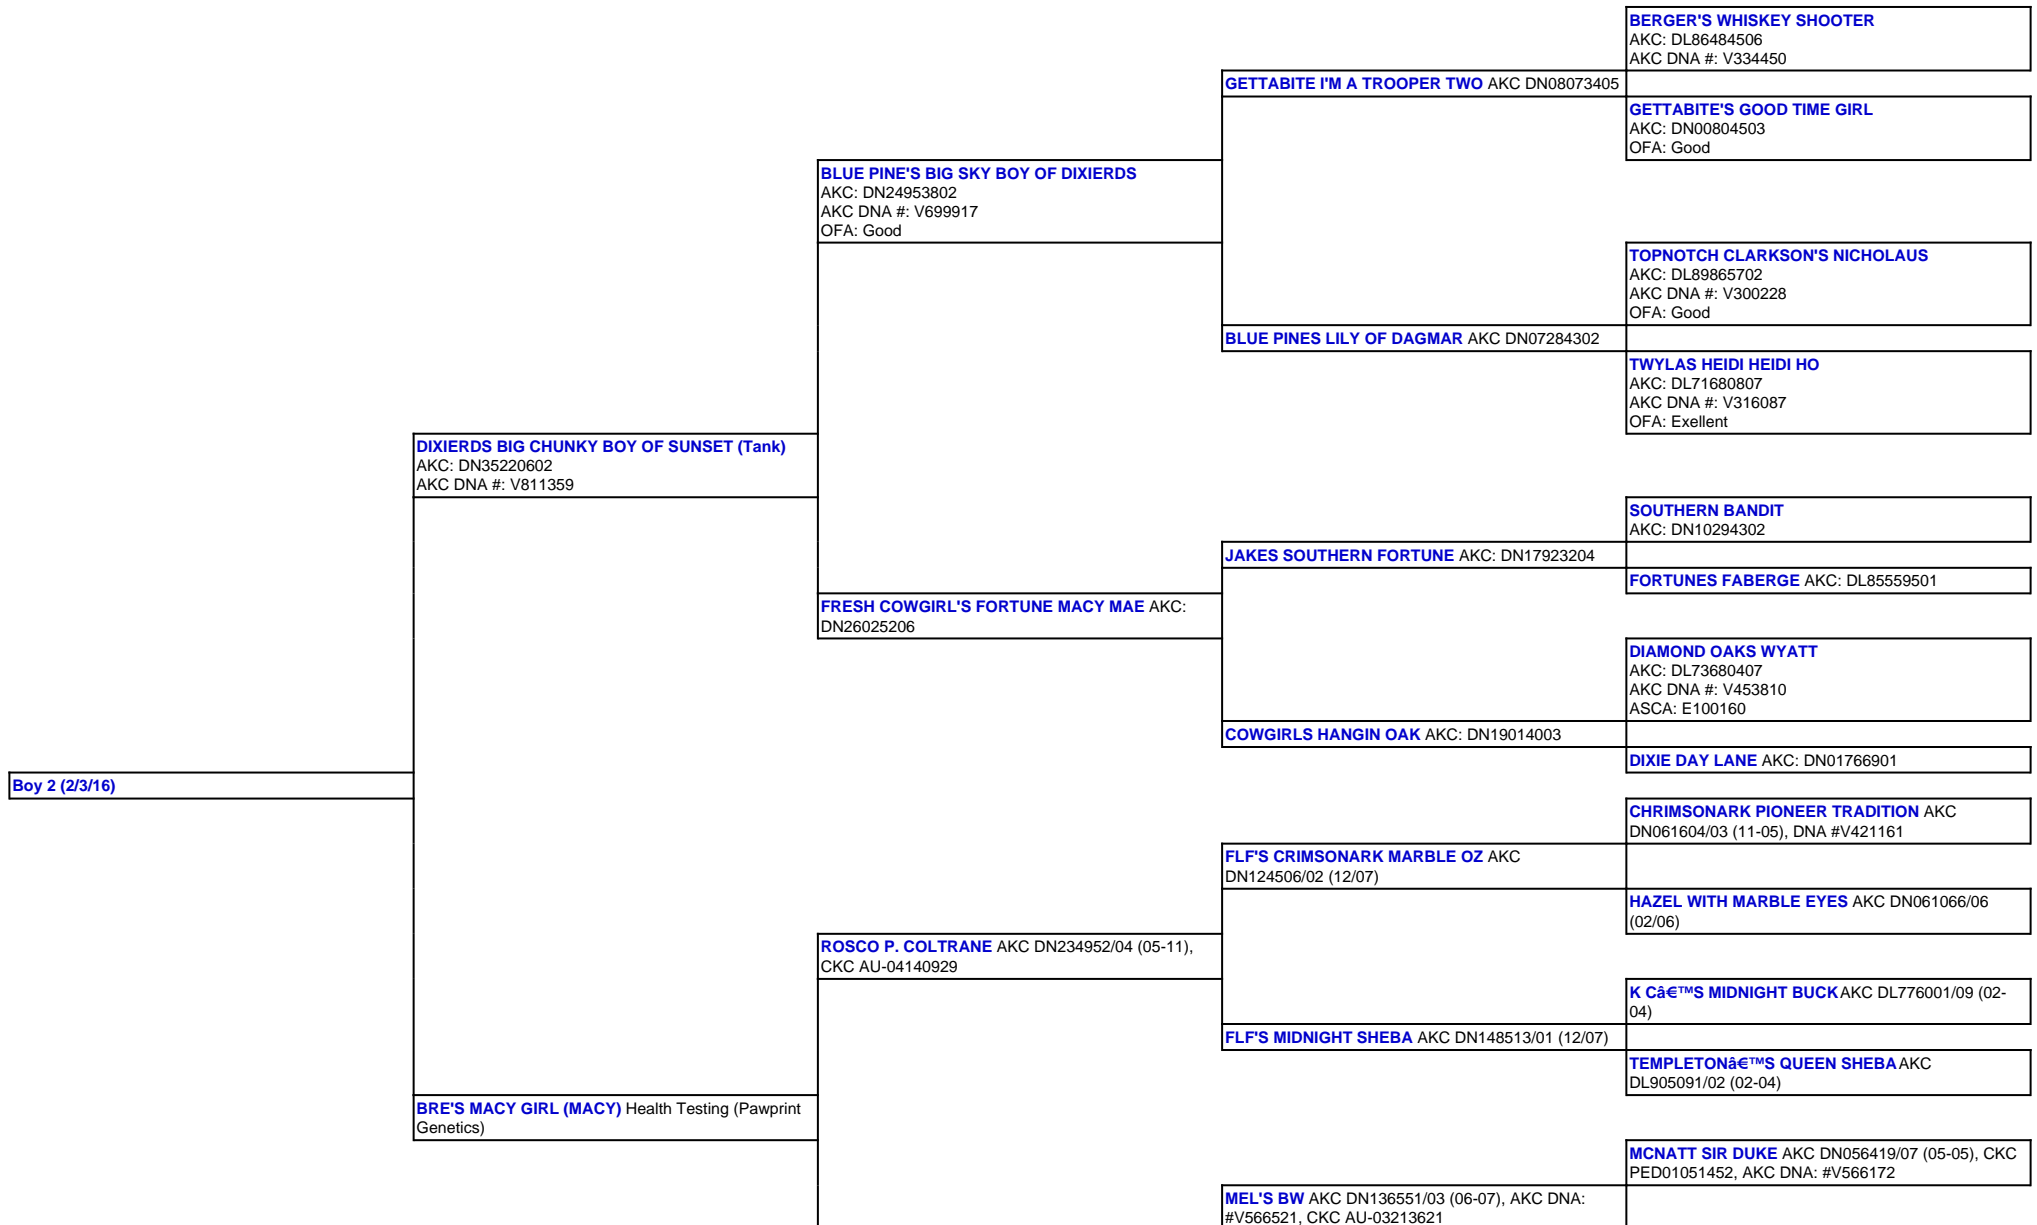 BERGER'S WHISKEY SHOOTER
AKC: DL86484506
AKC DNA #: V334450
GETTABITE I'M A TROOPER TWO AKC DN08073405
GETTABITE'S GOOD TIME GIRL
AKC: DN00804503
OFA: Good
BLUE PINE'S BIG SKY BOY OF DIXIERDS
AKC: DN24953802
AKC DNA #: V699917
OFA: Good
TOPNOTCH CLARKSON'S NICHOLAUS
AKC: DL89865702
AKC DNA #: V300228
OFA: Good
BLUE PINES LILY OF DAGMAR AKC DN07284302
TWYLAS HEIDI HEIDI HO
AKC: DL71680807
AKC DNA #: V316087
OFA: Exellent
DIXIERDS BIG CHUNKY BOY OF SUNSET (Tank)
AKC: DN35220602
AKC DNA #: V811359
SOUTHERN BANDIT
AKC: DN10294302
JAKES SOUTHERN FORTUNE AKC: DN17923204
FORTUNES FABERGE AKC: DL85559501
FRESH COWGIRL'S FORTUNE MACY MAE AKC:
DN26025206
DIAMOND OAKS WYATT
AKC: DL73680407
AKC DNA #: V453810
ASCA: E100160
COWGIRLS HANGIN OAK AKC: DN19014003
DIXIE DAY LANE AKC: DN01766901
Boy 2 (2/3/16)
CHRIMSONARK PIONEER TRADITION AKC
DN061604/03 (11-05), DNA #V421161
FLF'S CRIMSONARK MARBLE OZ AKC
DN124506/02 (12/07)
HAZEL WITH MARBLE EYES AKC DN061066/06
(02/06)
ROSCO P. COLTRANE AKC DN234952/04 (05-11),
CKC AU-04140929
K Câ€™S MIDNIGHT BUCK AKC DL776001/09 (02-
04)
FLF'S MIDNIGHT SHEBA AKC DN148513/01 (12/07)
TEMPLETONâ€™S QUEEN SHEBA AKC
DL905091/02 (02-04)
BRE'S MACY GIRL (MACY) Health Testing (Pawprint
Genetics)
MCNATT SIR DUKE AKC DN056419/07 (05-05), CKC
PED01051452, AKC DNA: #V566172
MEL'S BW AKC DN136551/03 (06-07), AKC DNA:
#V566521, CKC AU-03213621